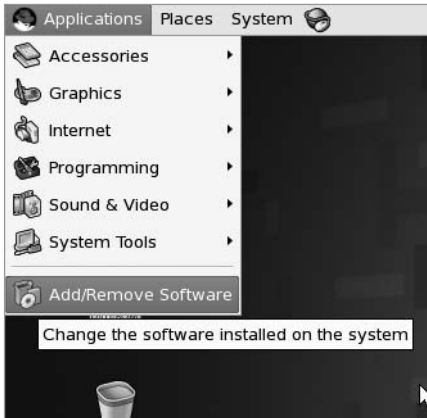 Applications Places System
Accessories
Graphics
Internet
Programming
Sound & Video
System Tools
Add/Remove Software
Change the software installed on the system